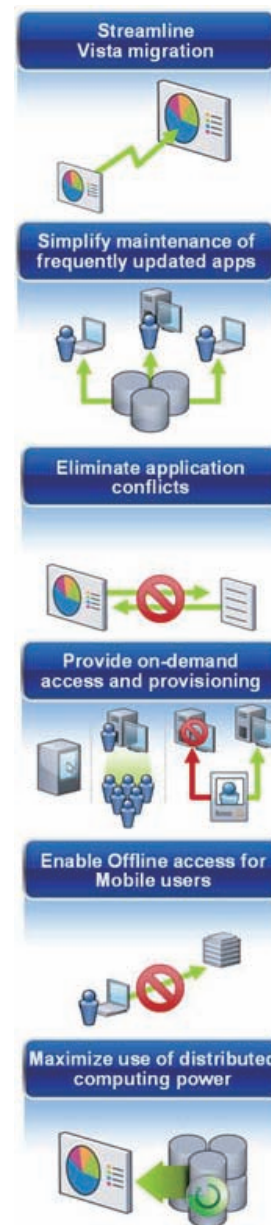 Streamline
Vista migration
Simplify maintenance of
frequently updated apps
Eliminate application
conflicts
Provide on-demand
access and provisioning
Enable Offline access for
Mobile users
Maximize use of distributed
computing power